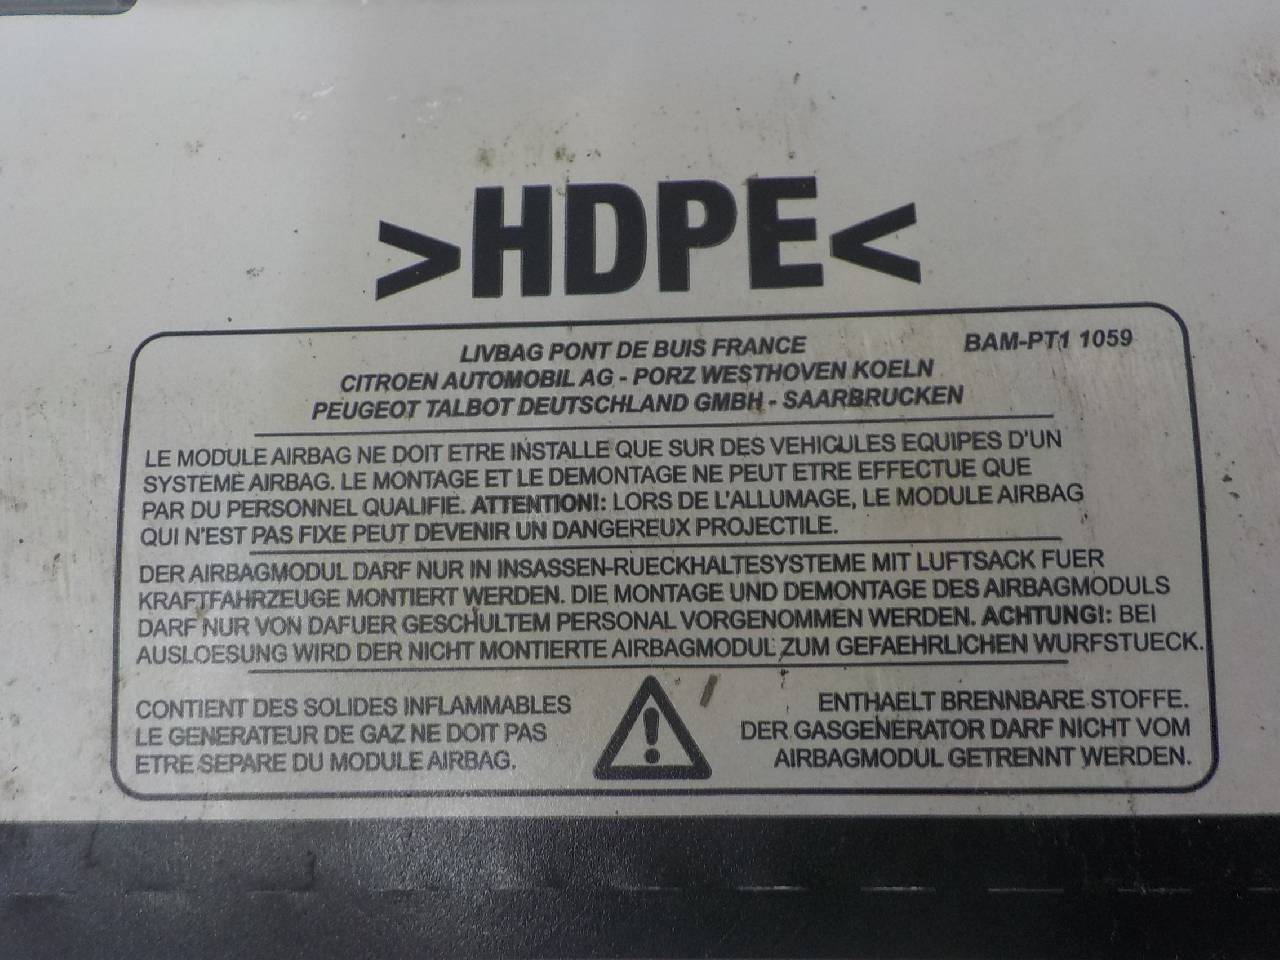 >HDPE<
LIVBAG PONT DE BUIS FRANCE BAM-PT1 1059
CITROEN AUTOMOBIL AG - PORZ WESTHOVEN KOELN
PEUGEOT TALBOT DEUTSCHLAND GMBH - SAARBRUCKEN
LE MODULE AIRBAG NE DOIT ETRE INSTALLE QUE SUR DES VEHICULES EQUIPES D'UN
SYSTEME AIRBAG. LE MONTAGE ET LE DEMONTAGE NE PEUT ETRE EFFECTUE QUE
PAR DU PERSONNEL QUALIFIE. ATTENTION!: LORS DE L'ALLUMAGE, LE MODULE AIRBAG
QUI N'EST PAS FIXE PEUT DEVENIR UN DANGEREUX PROJECTILE.
DER AIRBAGMODUL DARF NUR IN INSASSEN-RUECKHALTESYSTEME MIT LUFTSACK FUER
KRAFTFAHRZEUGE MONTIERT WERDEN. DIE MONTAGE UND DEMONTAGE DES AIRBAGMODULS
DARF NUR VON DAFUER GESCHULTEM PERSONAL VORGENOMMEN WERDEN. ACHTUNG!: BEI
AUSLOESUNG WIRD DER NICHT MONTIERTE AIRBAGMODUL ZUM GEFAEHRLICHEN WURFSTUECK.
CONTIENT DES SOLIDES INFLAMMABLES
LE GENERATEUR DE GAZ NE DOIT PAS
ETRE SEPARE DU MODULE AIRBAG.
ENTHAELT BRENNBARE STOFFE.
DER GASGENERATOR DARF NICHT VOM
AIRBAGMODUL GETRENNT WERDEN.